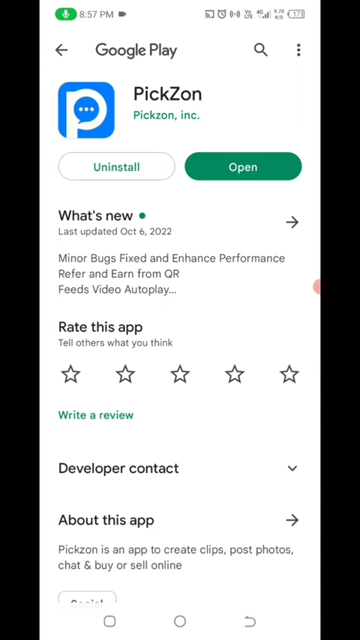 8:57 PM
Google Play
PickZon
Pickzon, inc.
Uninstall
Open
What's new
Last updated Oct 6, 2022
Minor Bugs Fixed and Enhance Performance
Refer and Earn from QR
Feeds Video Autoplay...
Rate this app
Tell others what you think
Write a review
Developer contact
About this app
Pickzon is an app to create clips, post photos,
chat & buy or sell online
Social